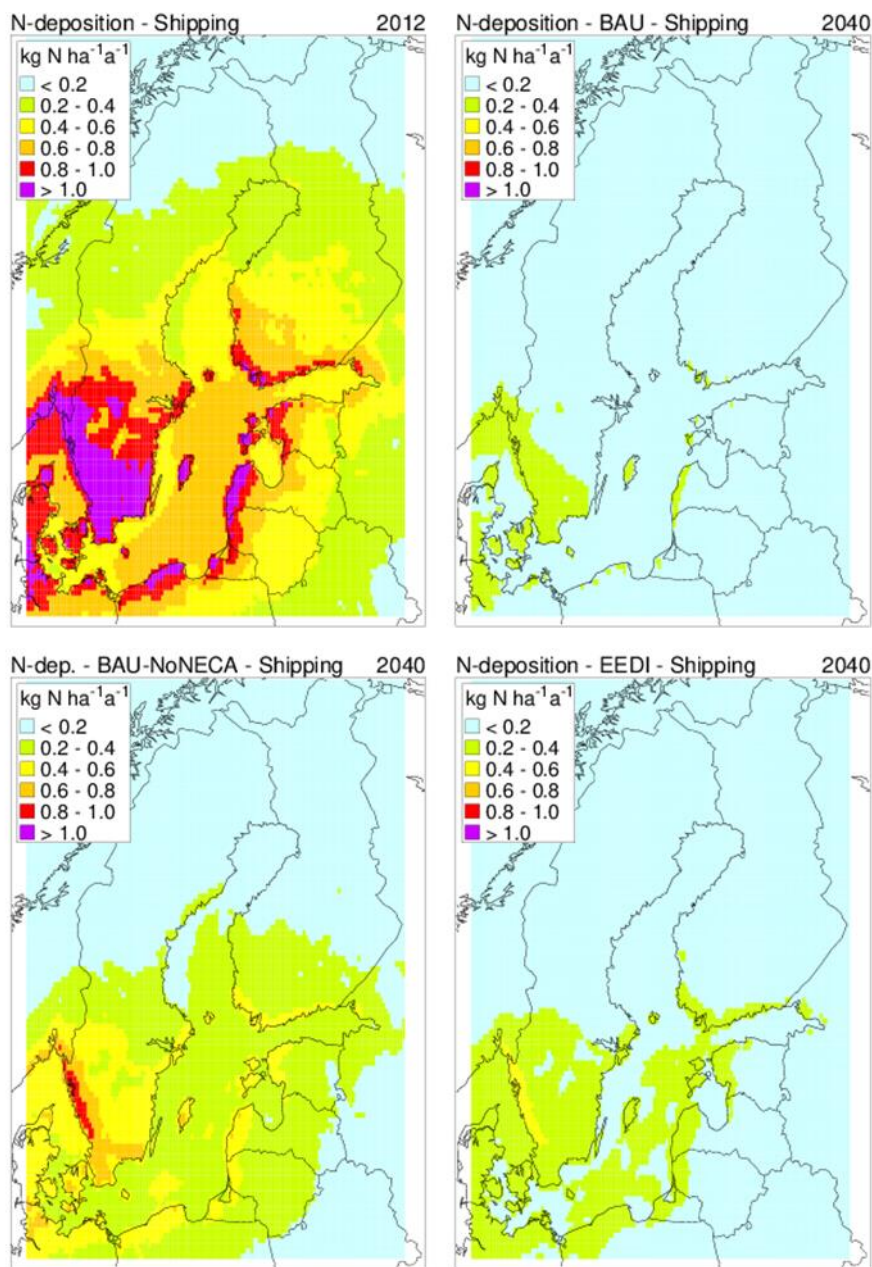 N-deposition - Shipping 2012
kg N ha⁻¹a⁻¹
< 0.2
0.2 - 0.4
0.4 - 0.6
0.6 - 0.8
0.8 - 1.0
> 1.0
N-deposition - BAU - Shipping 2040
kg N ha⁻¹a⁻¹
< 0.2
0.2 - 0.4
0.4 - 0.6
0.6 - 0.8
0.8 - 1.0
> 1.0
N-dep. - BAU-NoNECA - Shipping 2040
kg N ha⁻¹a⁻¹
< 0.2
0.2 - 0.4
0.4 - 0.6
0.6 - 0.8
0.8 - 1.0
> 1.0
N-deposition - EEDI - Shipping 2040
kg N ha⁻¹a⁻¹
< 0.2
0.2 - 0.4
0.4 - 0.6
0.6 - 0.8
0.8 - 1.0
> 1.0